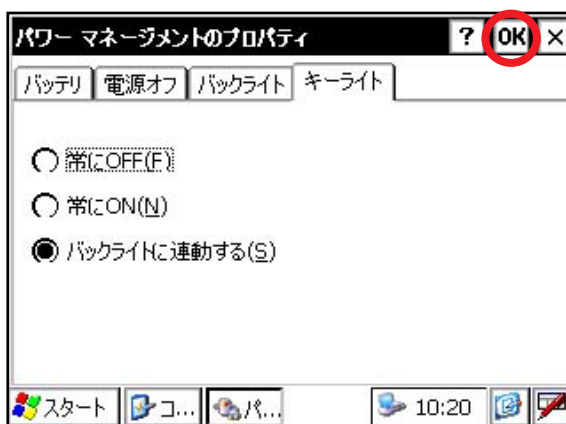 パワー マネージメントのプロパティ ? OK ×
バッテリ 電源オフ バックライト キーライト
常にOFF(F)
常にON(N)
バックライトに連動する(S)
スタート コ... パ... 10:20